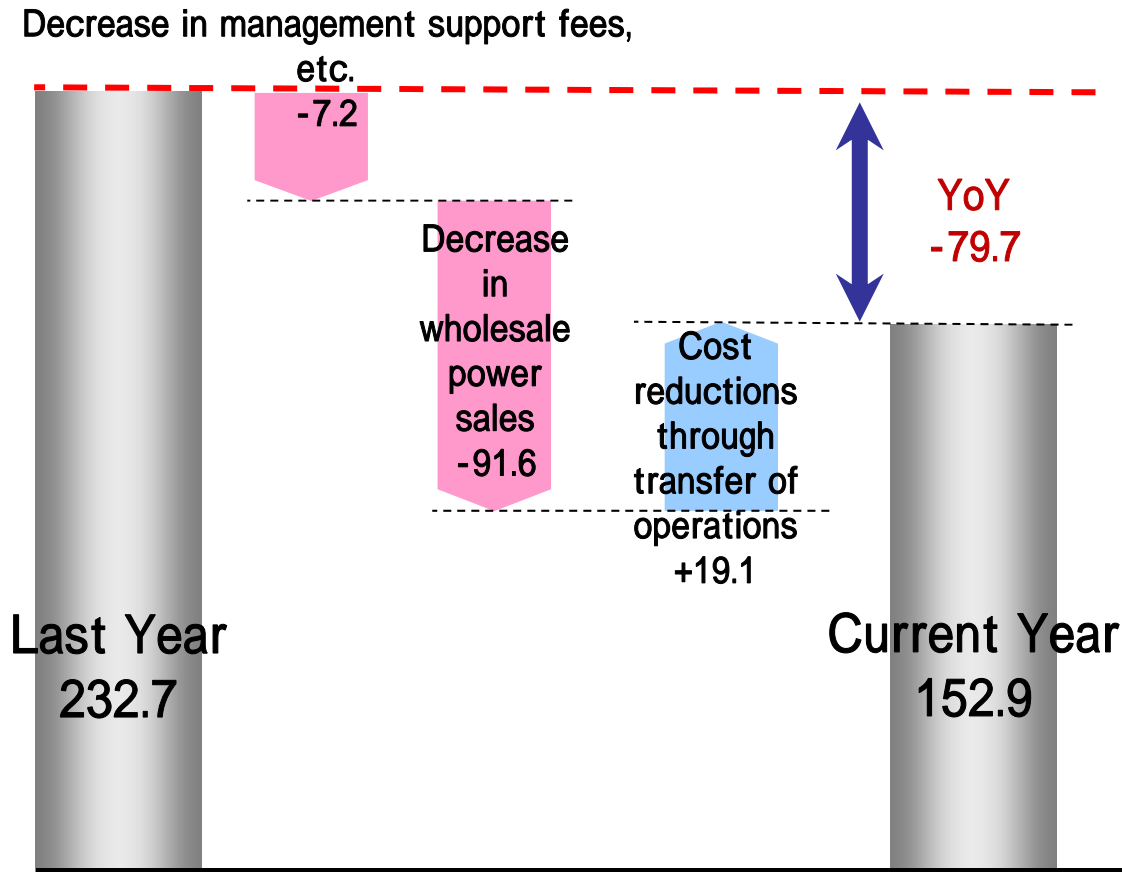 Decrease in management support fees,
etc.
-7.2
Decrease
in
wholesale
power
sales
-91.6
Cost
reductions
through
transfer of
operations
+19.1
YoY
-79.7
Last Year
232.7
Current Year
152.9